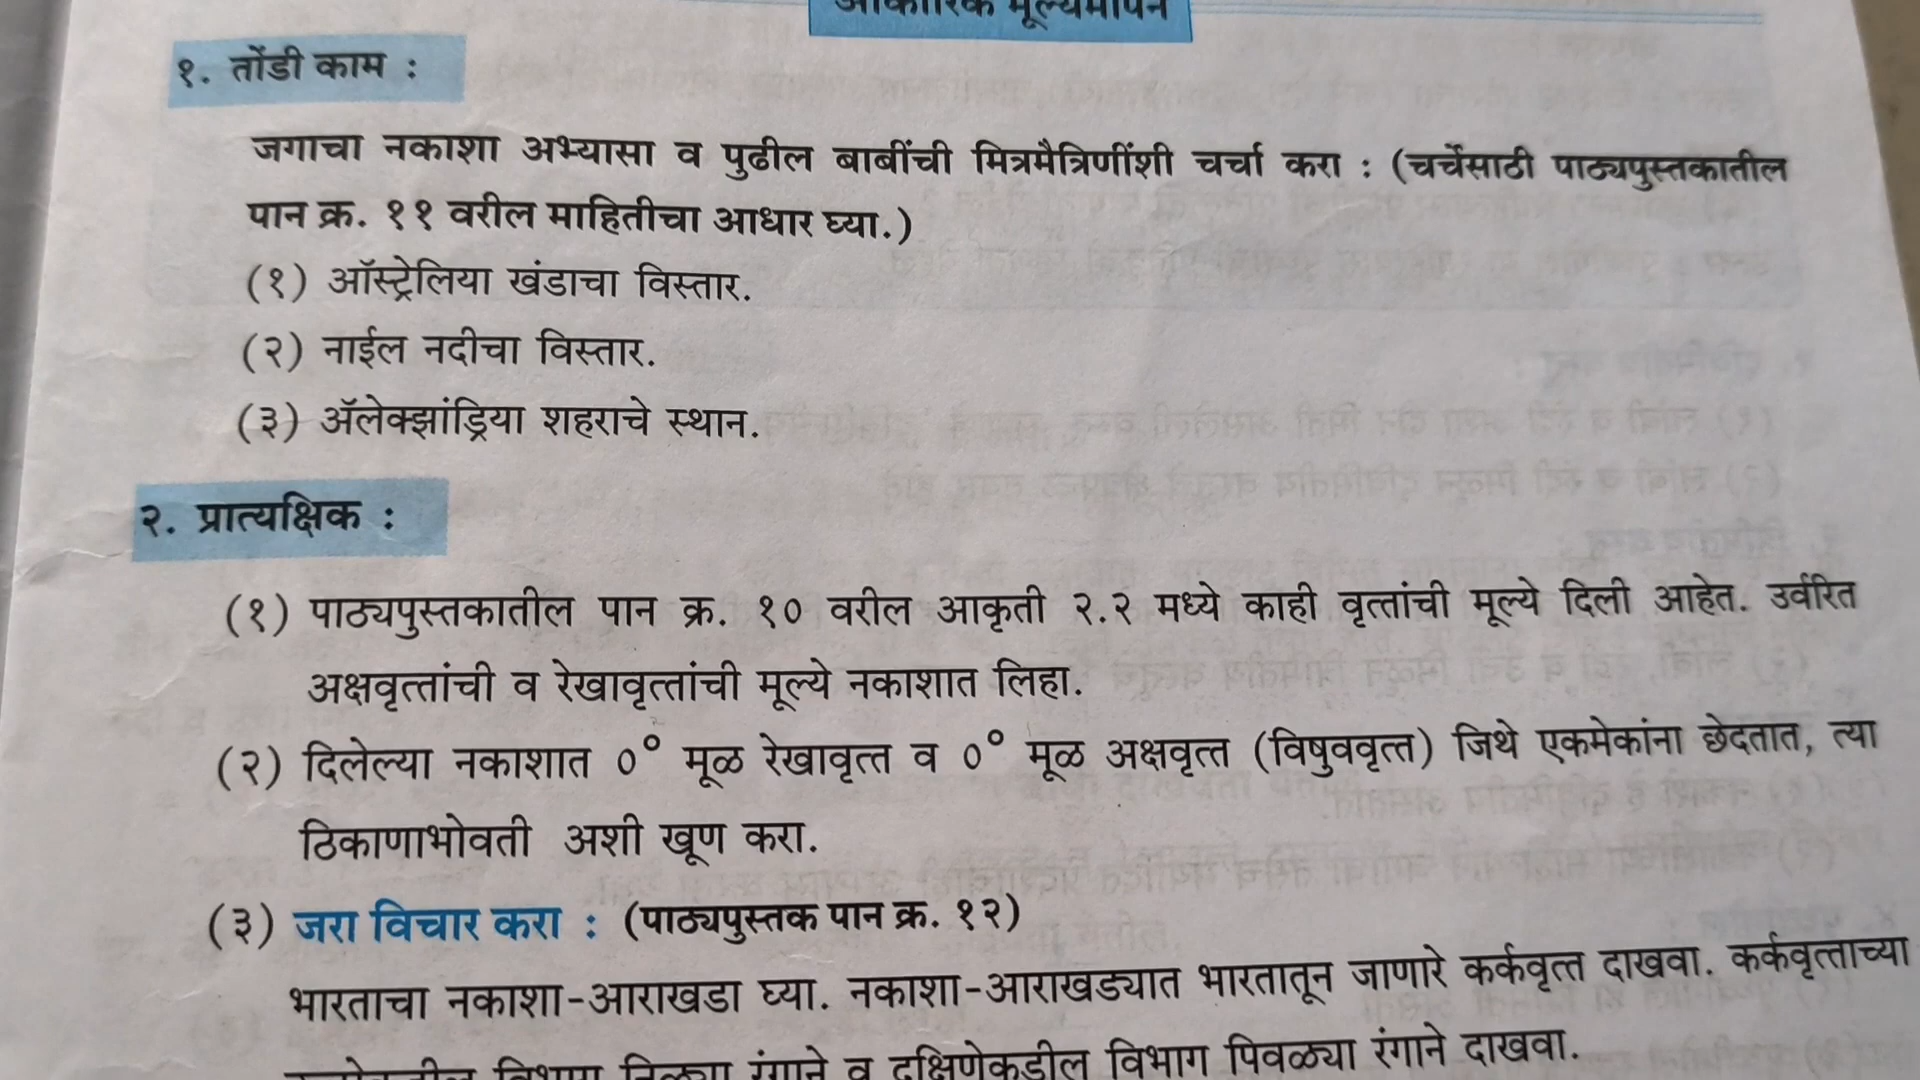 आकारिक मूल्यमापन
१. तोंडी काम :
जगाचा नकाशा अभ्यासा व पुढील बाबींची मित्रमैत्रिणींशी चर्चा करा : (चर्चेसाठी पाठ्यपुस्तकातील
पान क्र. ११ वरील माहितीचा आधार घ्या.)
(१) ऑस्ट्रेलिया खंडाचा विस्तार.
(२) नाईल नदीचा विस्तार.
(३) ॲलेक्झांड्रिया शहराचे स्थान.
२. प्रात्यक्षिक :
(१) पाठ्यपुस्तकातील पान क्र. १० वरील आकृती २.२ मध्ये काही वृत्तांची मूल्ये दिली आहेत. उर्वरित
अक्षवृत्तांची व रेखावृत्तांची मूल्ये नकाशात लिहा.
(२) दिलेल्या नकाशात ०° मूळ रेखावृत्त व ०° मूळ अक्षवृत्त (विषुववृत्त) जिथे एकमेकांना छेदतात, त्या
ठिकाणाभोवती अशी खूण करा.
(३) जरा विचार करा : (पाठ्यपुस्तक पान क्र. १२)
भारताचा नकाशा-आराखडा घ्या. नकाशा-आराखड्यात भारतातून जाणारे कर्कवृत्त दाखवा. कर्कवृत्ताच्या
विभाग निळ्या रंगाने व दक्षिणेकडील विभाग पिवळ्या रंगाने दाखवा.